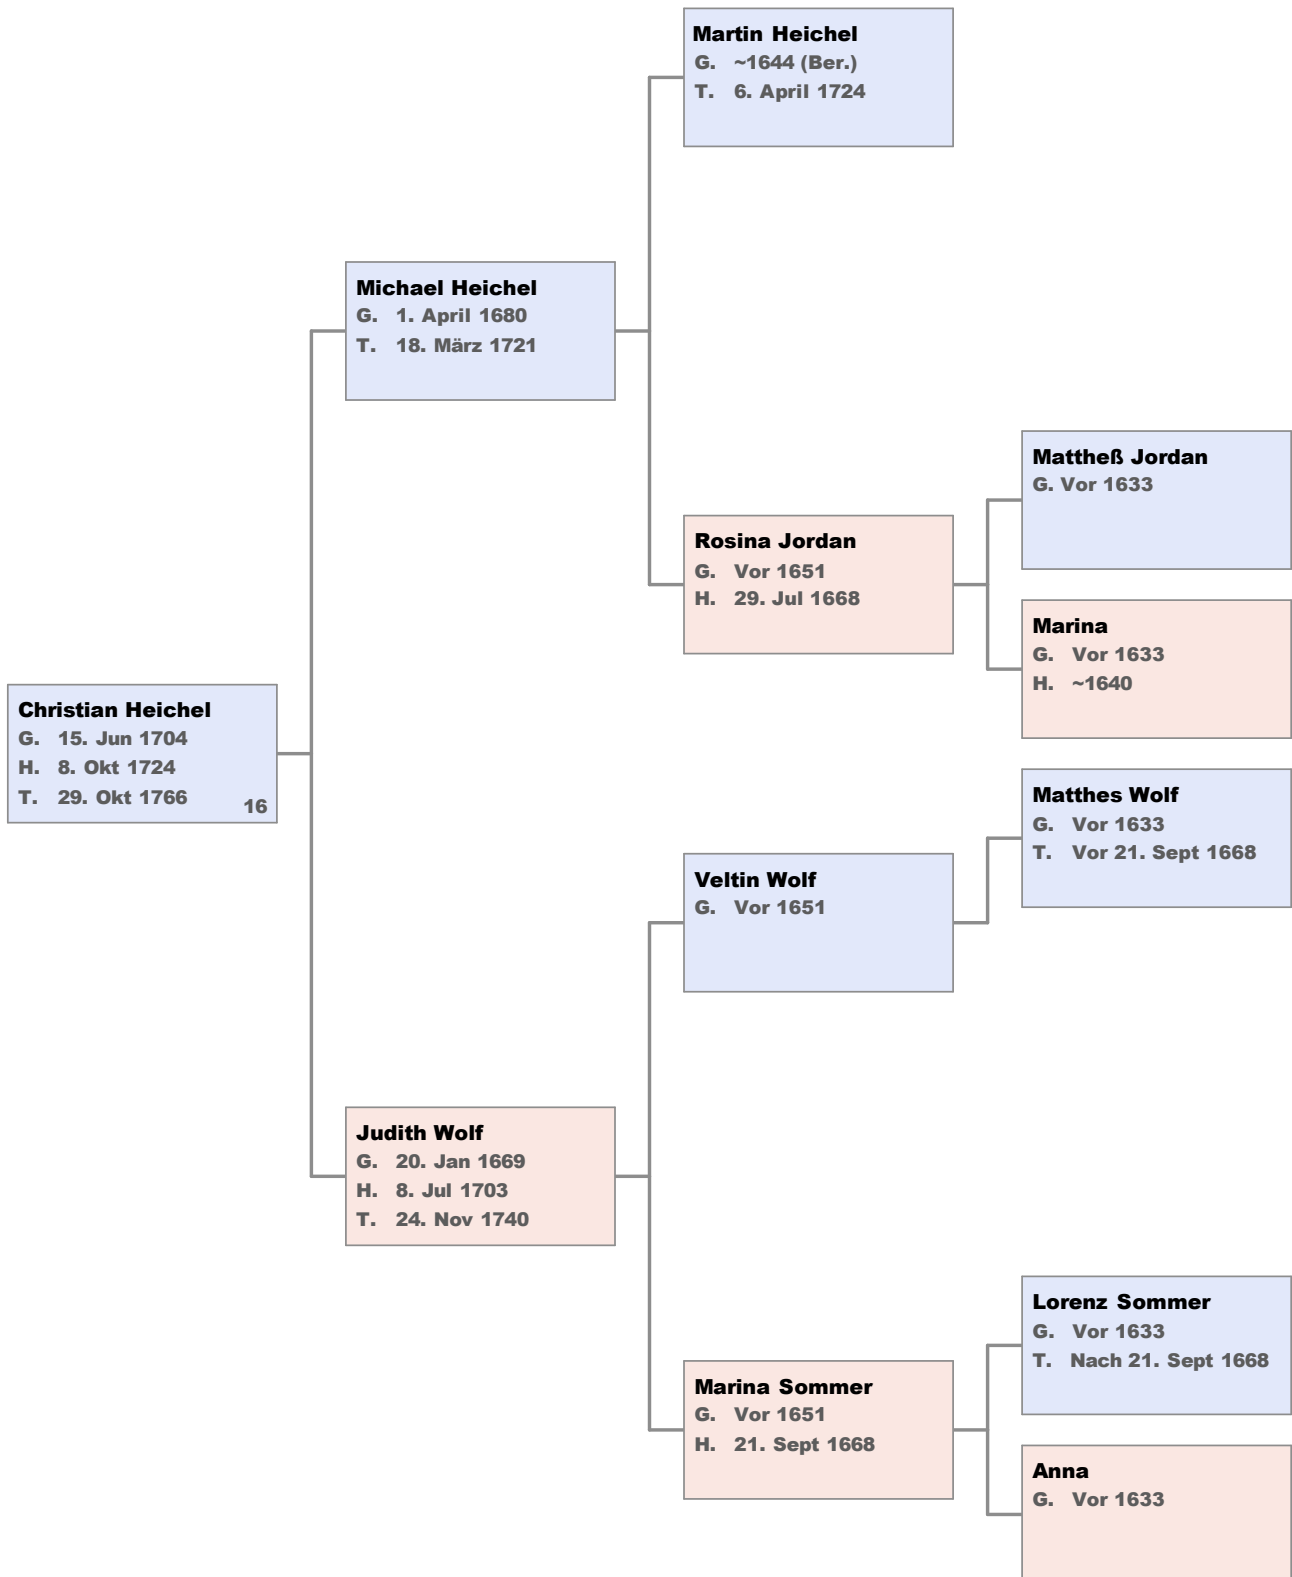 Martin Heichel
G. ~1644 (Ber.)
T. 6. April 1724
Michael Heichel
G. 1. April 1680
T. 18. März 1721
Mattheß Jordan
G. Vor 1633
Rosina Jordan
G. Vor 1651
H. 29. Jul 1668
Marina
G. Vor 1633
H. ~1640
Christian Heichel
G. 15. Jun 1704
H. 8. Okt 1724
T. 29. Okt 1766
16
Matthes Wolf
G. Vor 1633
T. Vor 21. Sept 1668
Veltin Wolf
G. Vor 1651
Judith Wolf
G. 20. Jan 1669
H. 8. Jul 1703
T. 24. Nov 1740
Lorenz Sommer
G. Vor 1633
T. Nach 21. Sept 1668
Marina Sommer
G. Vor 1651
H. 21. Sept 1668
Anna
G. Vor 1633